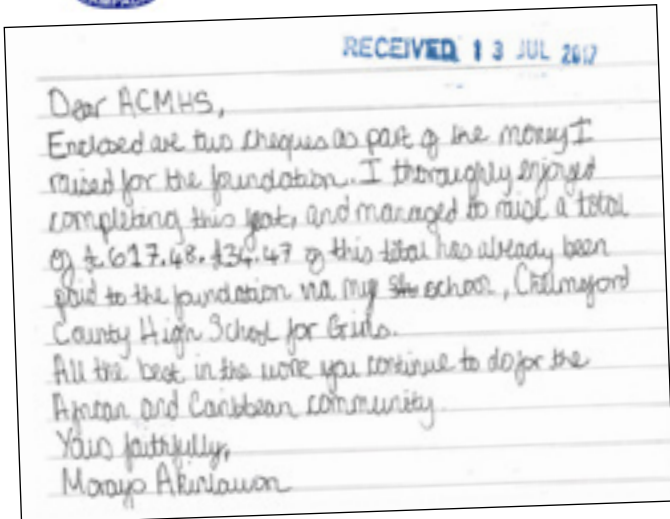 RECEIVED 13 JUL 2017
Dear ACMHS,
Enclosed are two cheques as part of the money I
raised for the foundation. I thoroughly enjoyed
completing this feat, and managed to raise a total
of £617.48. £34.47 of this total has already been
paid to the foundation via my school, Chelmsford
County High School for Girls.
All the best in the work you continue to do for the
African and Caribbean community.
Yours faithfully,
Morayo